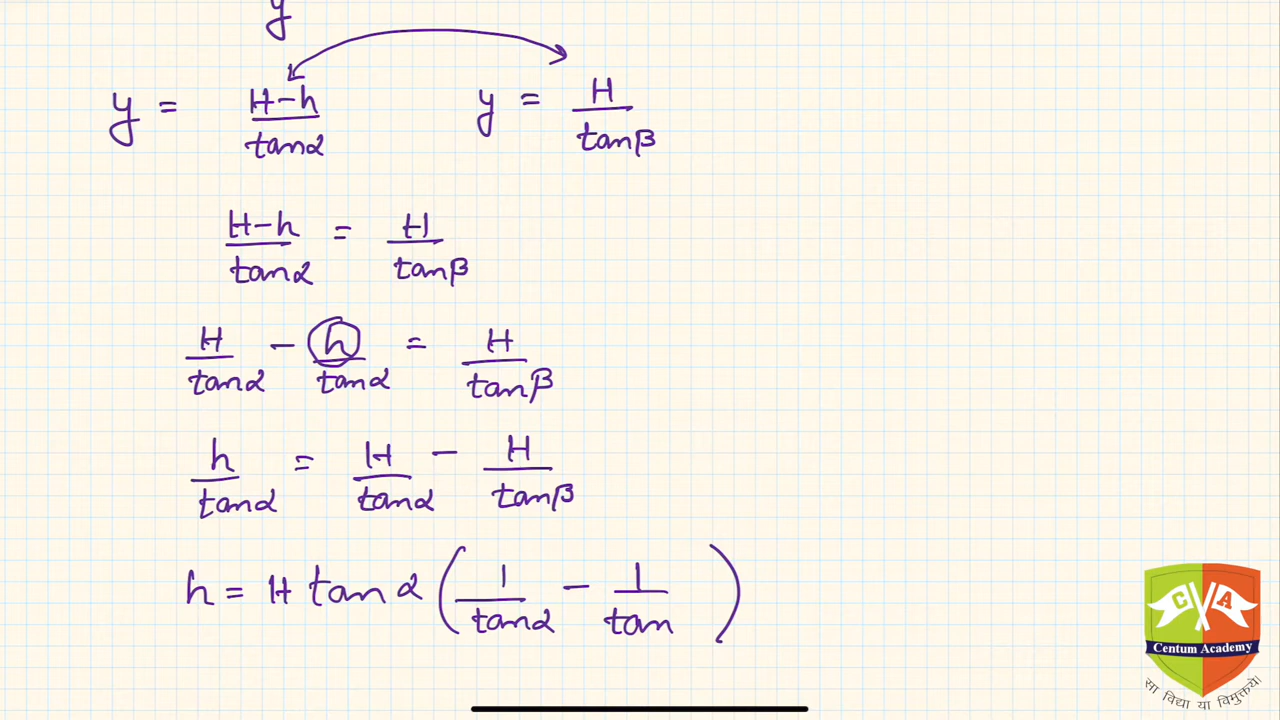 y
y = (H-h)/tanα y = H/tanβ
(H-h)/tanα = H/tanβ
H/tanα - h/tanα = H/tanβ
h/tanα = H/tanα - H/tanβ
h = H tanα (1/tanα - 1/tan )
C A
Centum Academy
सा विद्या या विमुक्तये।